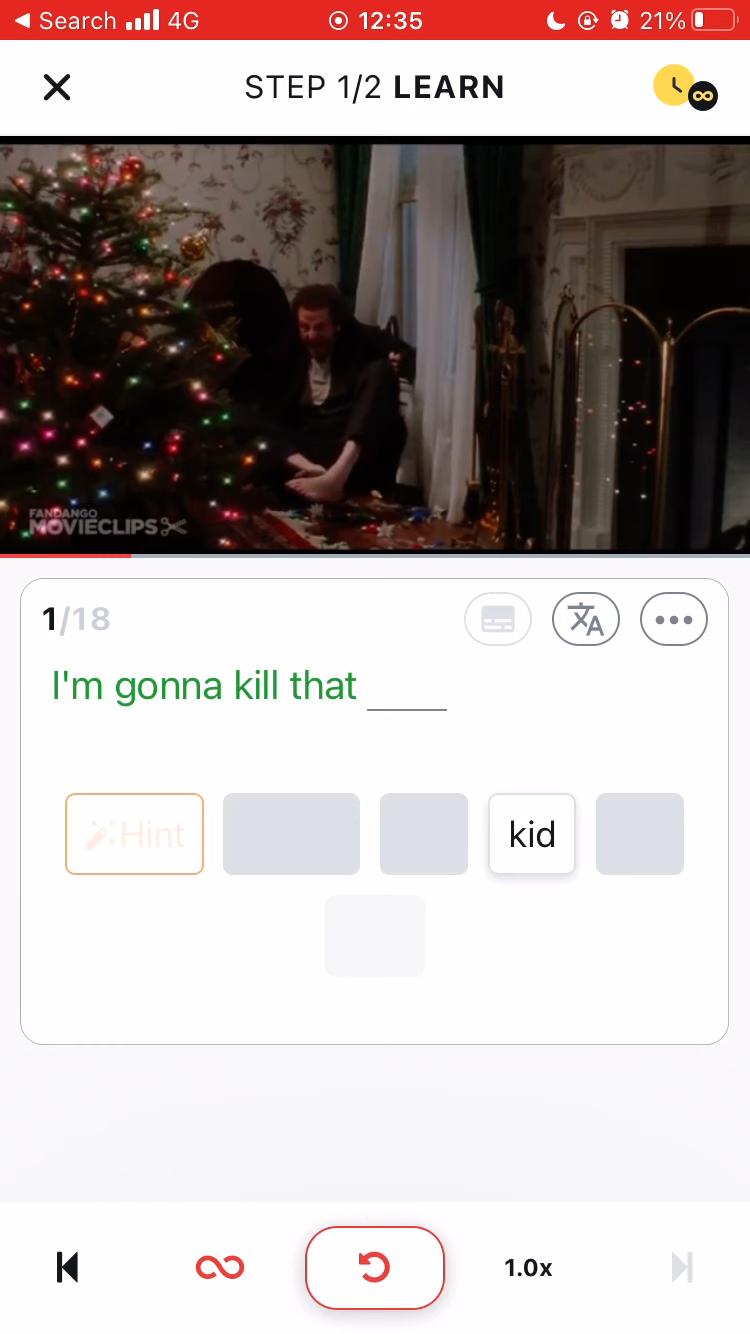 Search 4G 12:35 21%
STEP 1/2 LEARN
FANDANGO
MOVIECLIPS
1/18
I'm gonna kill that ____
Hint kid
1.0x